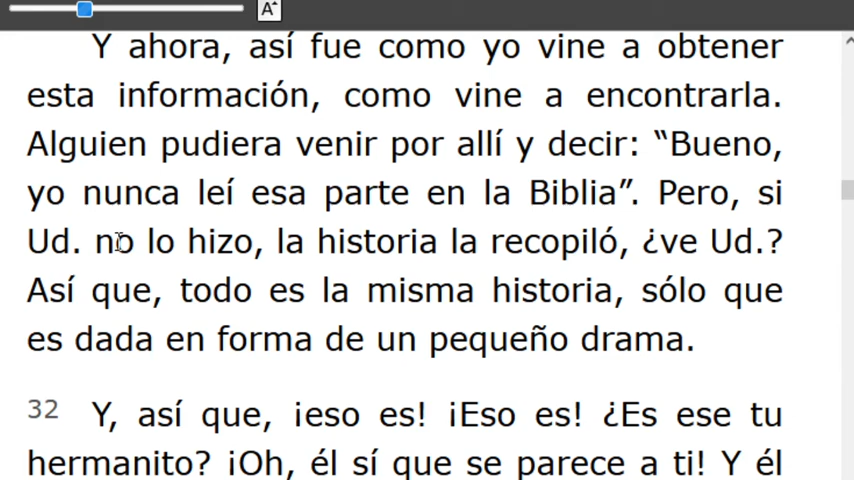 A
Y ahora, así fue como yo vine a obtener
esta información, como vine a encontrarla.
Alguien pudiera venir por allí y decir: “Bueno,
yo nunca leí esa parte en la Biblia”. Pero, si
Ud. no lo hizo, la historia la recopiló, ¿ve Ud.?
Así que, todo es la misma historia, sólo que
es dada en forma de un pequeño drama.
32 Y, así que, ¡eso es! ¡Eso es! ¿Es ese tu
hermanito? ¡Oh, él sí que se parece a ti! Y él